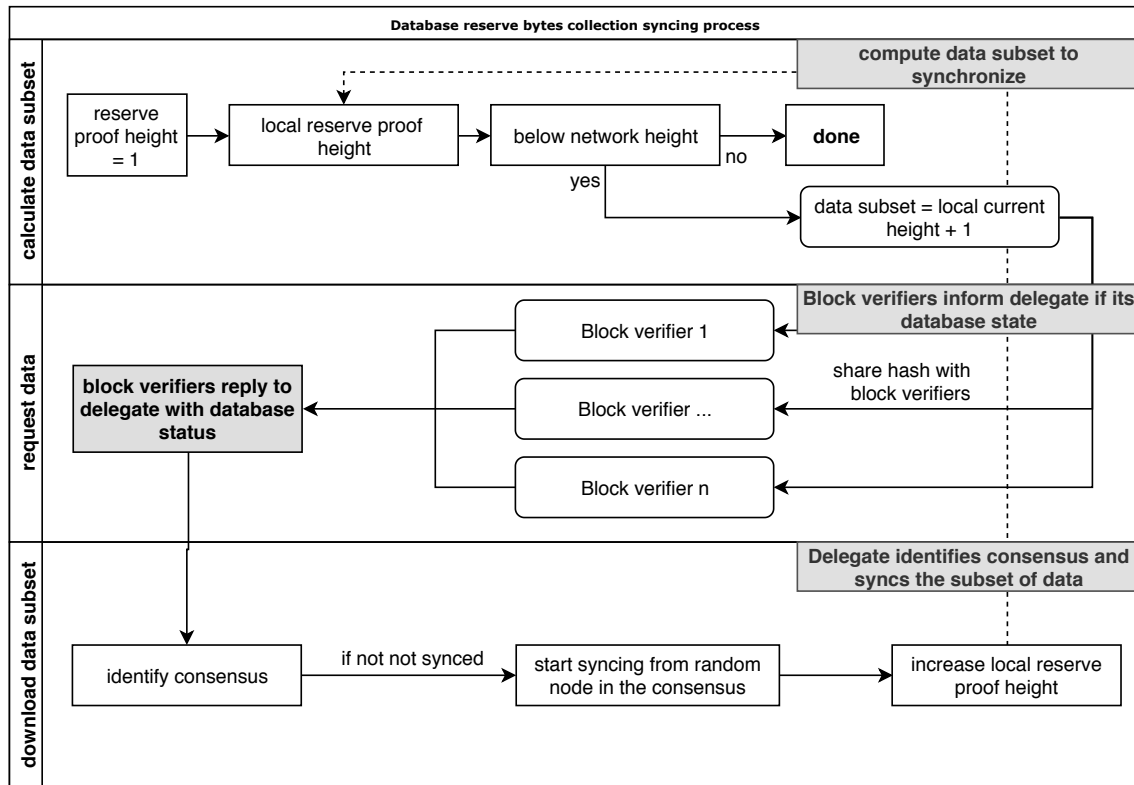 Database reserve bytes collection syncing process
calculate data subset
compute data subset to
synchronize
reserve
proof height
= 1
local reserve proof
height
below network height
no
done
yes
data subset = local current
height + 1
request data
Block verifiers inform delegate if its
database state
Block verifier 1
share hash with
block verifiers
Block verifier ...
block verifiers reply to
delegate with database
status
Block verifier n
download data subset
Delegate identifies consensus and
syncs the subset of data
identify consensus
if not not synced
start syncing from random
node in the consensus
increase local reserve
proof height